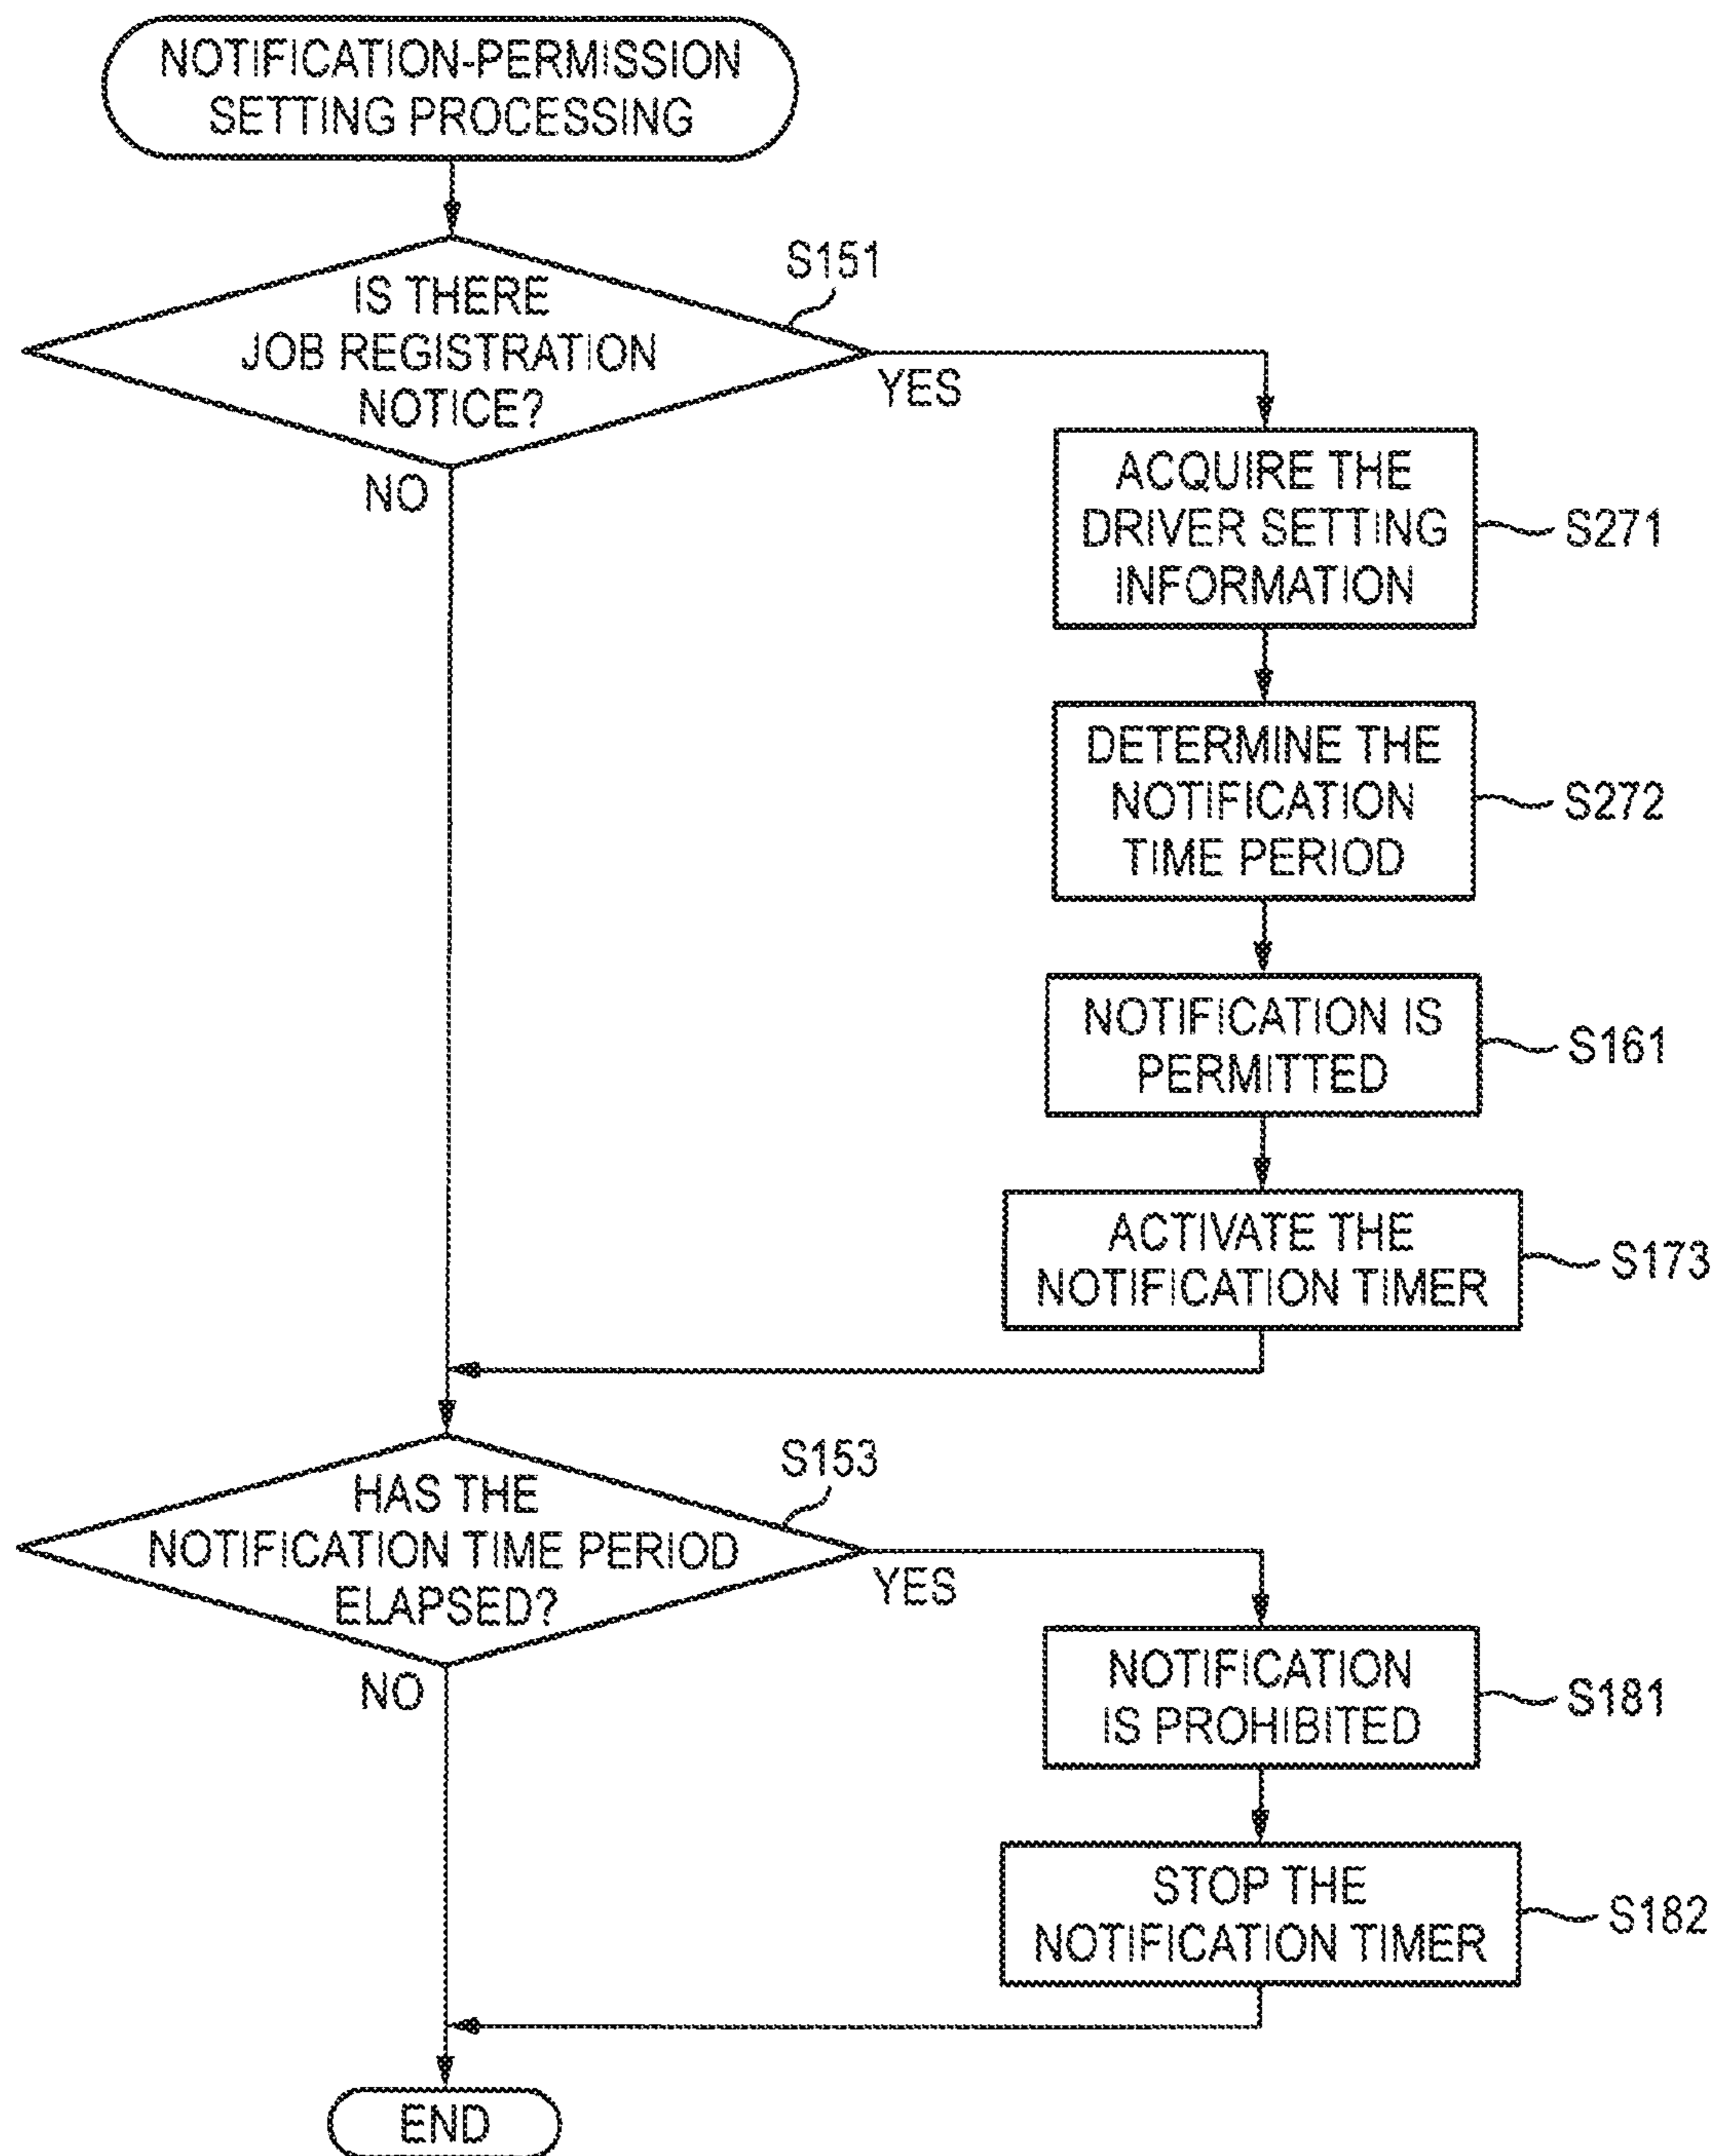 NOTIFICATION-PERMISSION
SETTING PROCESSING
S151
IS THERE
JOB REGISTRATION
NOTICE?
YES
NO
ACQUIRE THE
DRIVER SETTING
INFORMATION
S271
DETERMINE THE
NOTIFICATION
TIME PERIOD
S272
NOTIFICATION IS
PERMITTED
S161
ACTIVATE THE
NOTIFICATION TIMER
S173
S153
HAS THE
NOTIFICATION TIME PERIOD
ELAPSED?
YES
NO
NOTIFICATION
IS PROHIBITED
S181
STOP THE
NOTIFICATION TIMER
S182
END